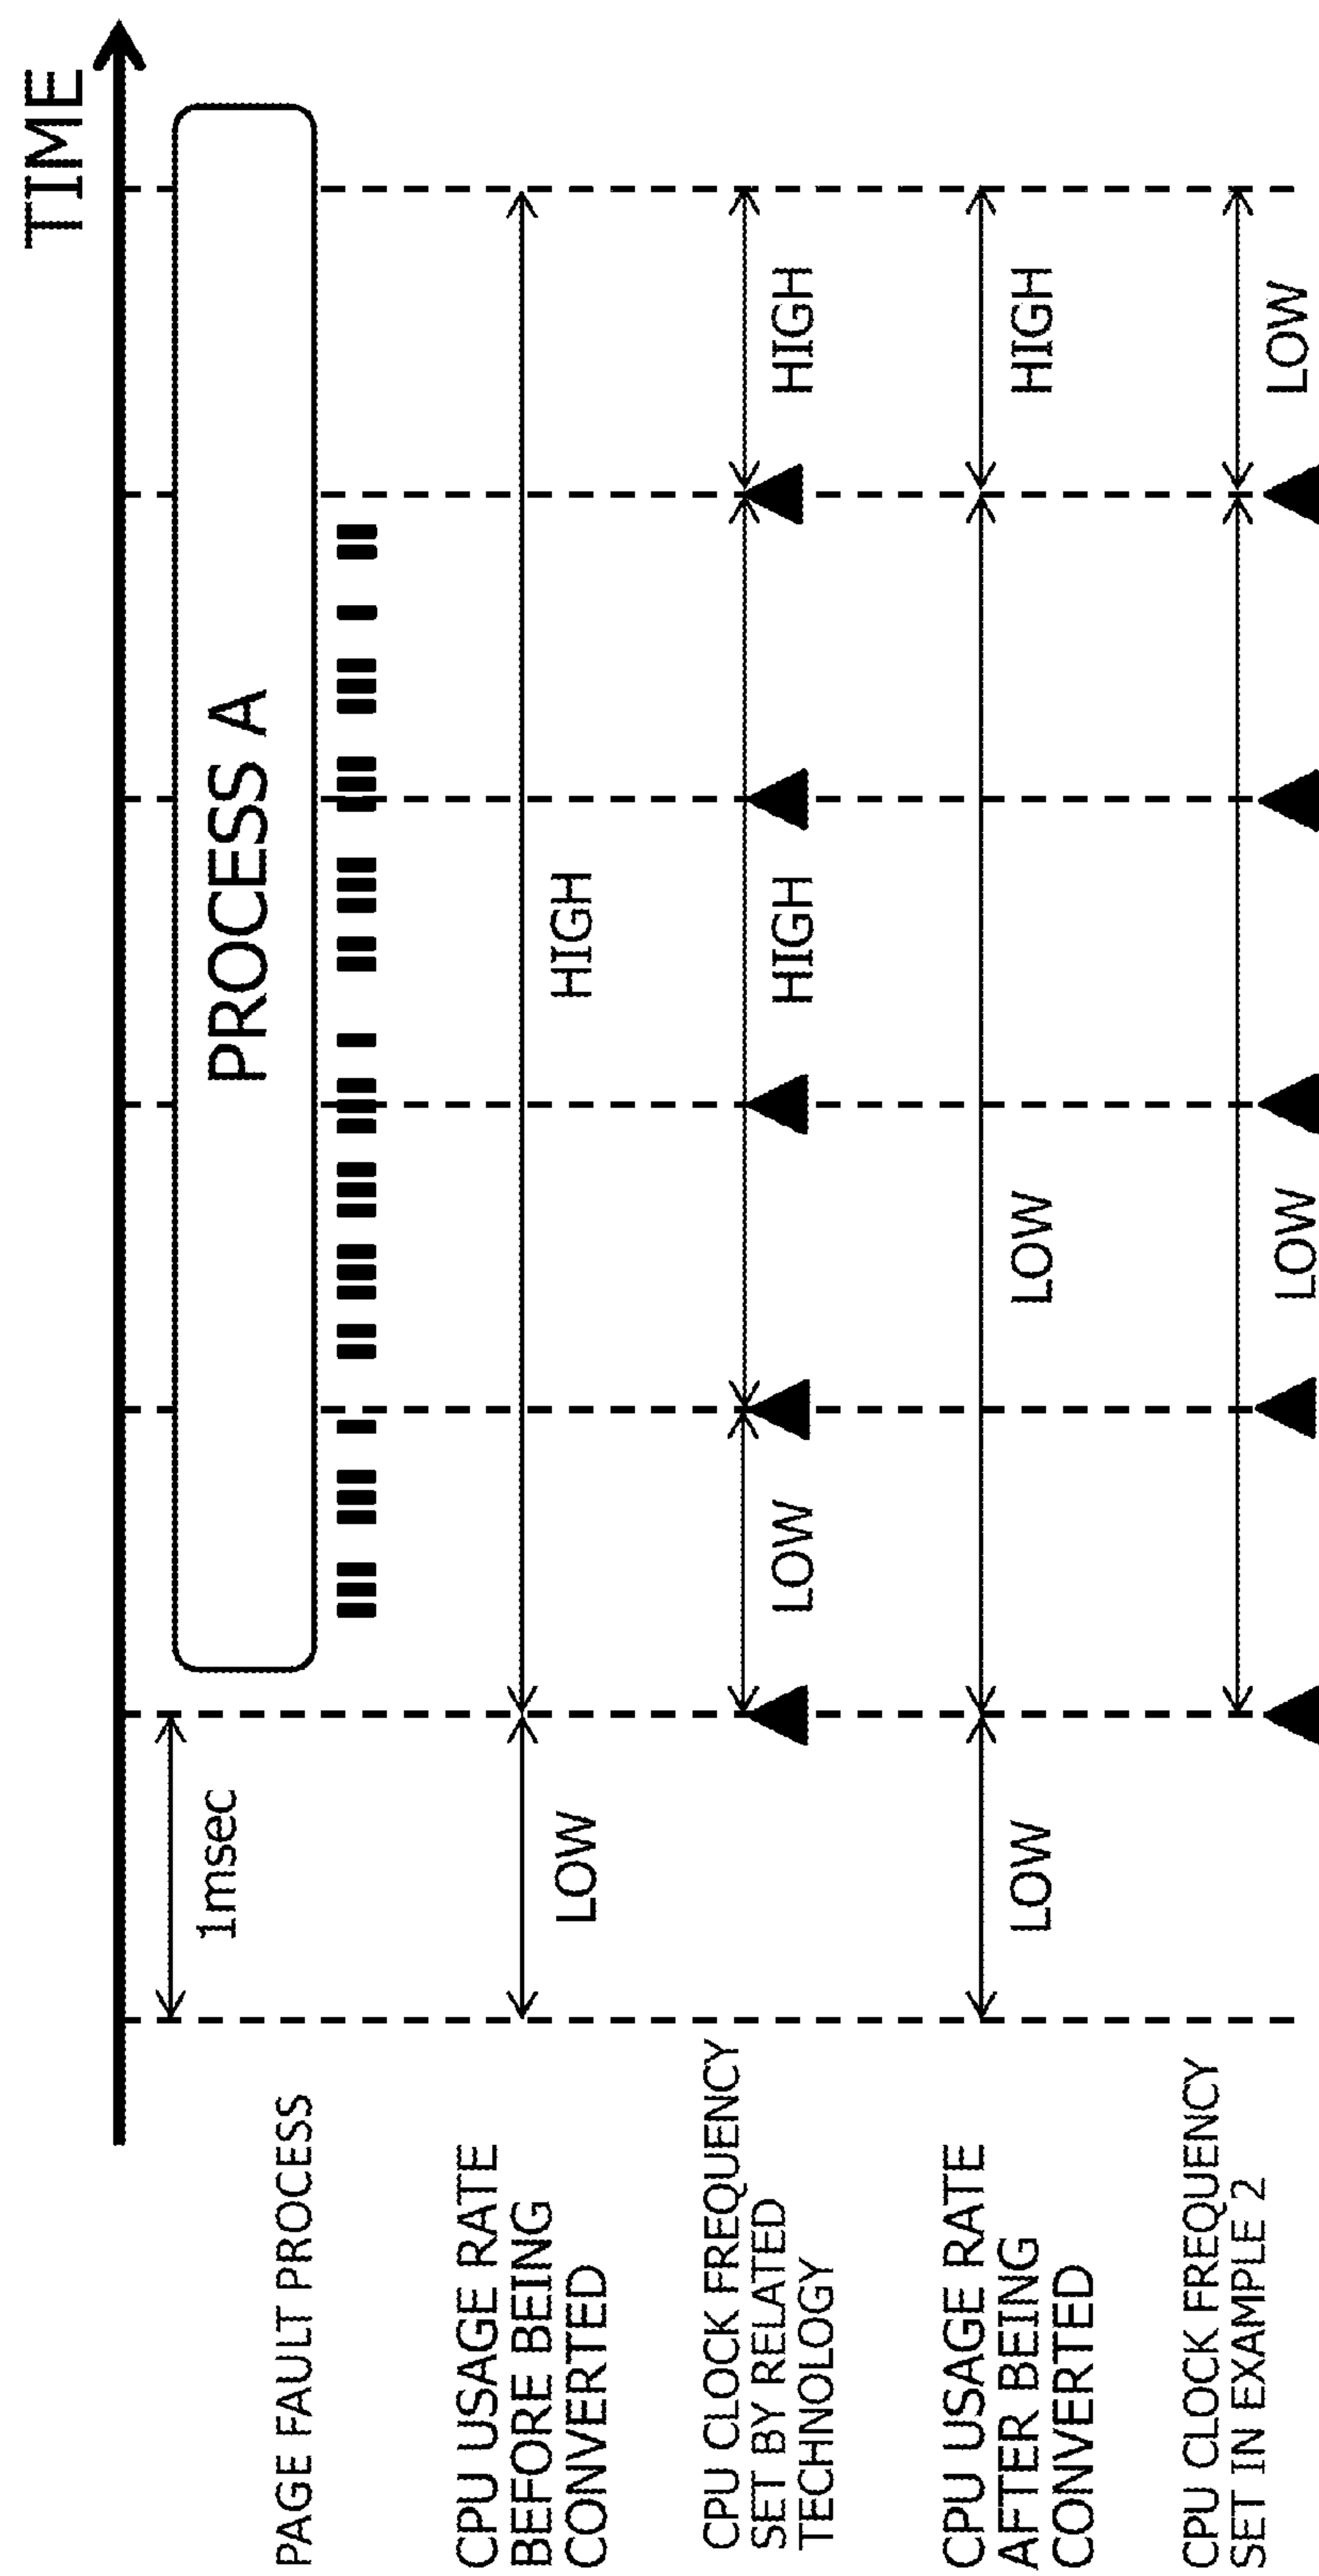 TIME
1msec
PROCESS A
PAGE FAULT PROCESS
CPU USAGE RATE
BEFORE BEING
CONVERTED
LOW
HIGH
CPU CLOCK FREQUENCY
SET BY RELATED
TECHNOLOGY
LOW
HIGH
HIGH
CPU USAGE RATE
AFTER BEING
CONVERTED
LOW
LOW
HIGH
CPU CLOCK FREQUENCY
SET IN EXAMPLE 2
LOW
LOW